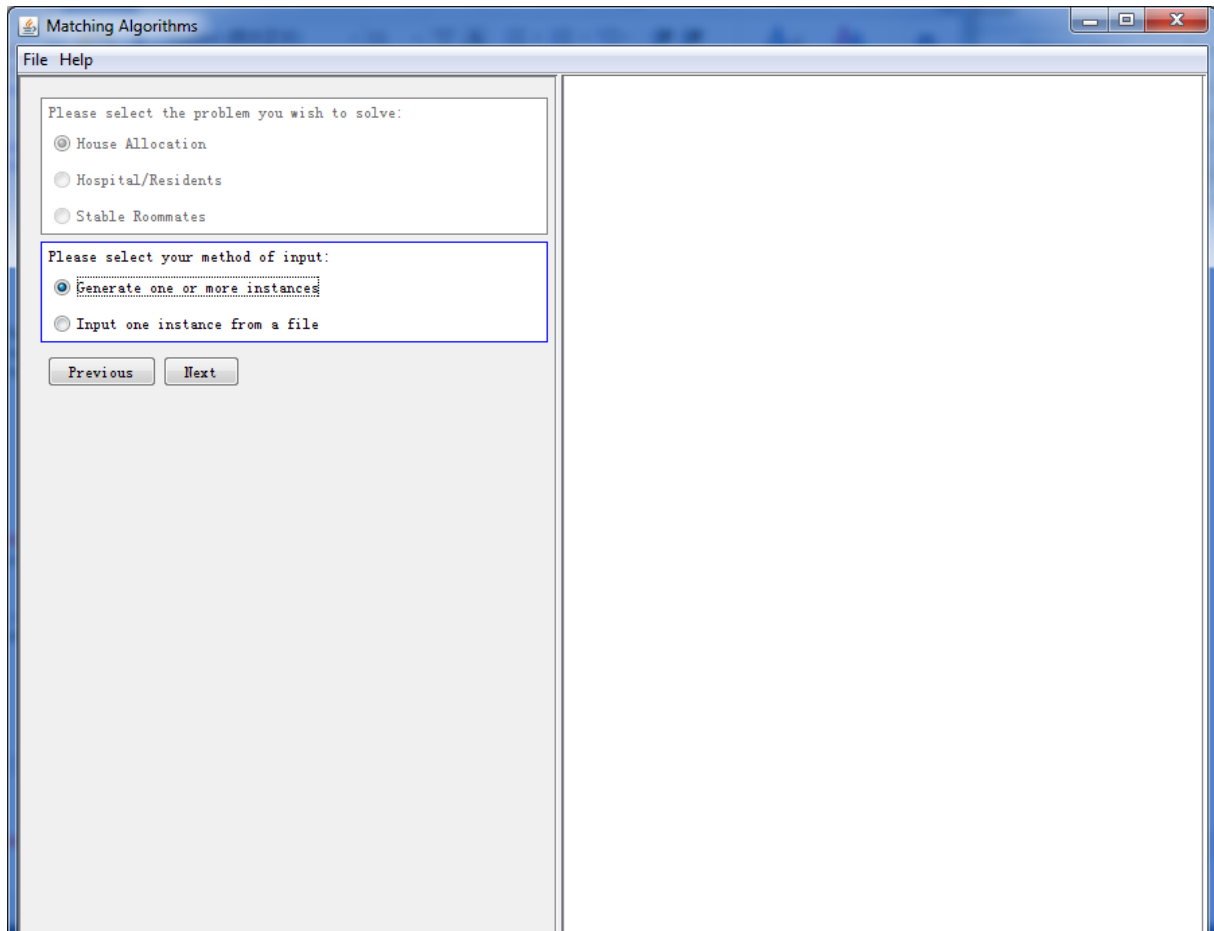 Matching Algorithms
File Help
Please select the problem you wish to solve:
House Allocation
Hospital/Residents
Stable Roommates
Please select your method of input:
Generate one or more instances
Input one instance from a file
Previous Next